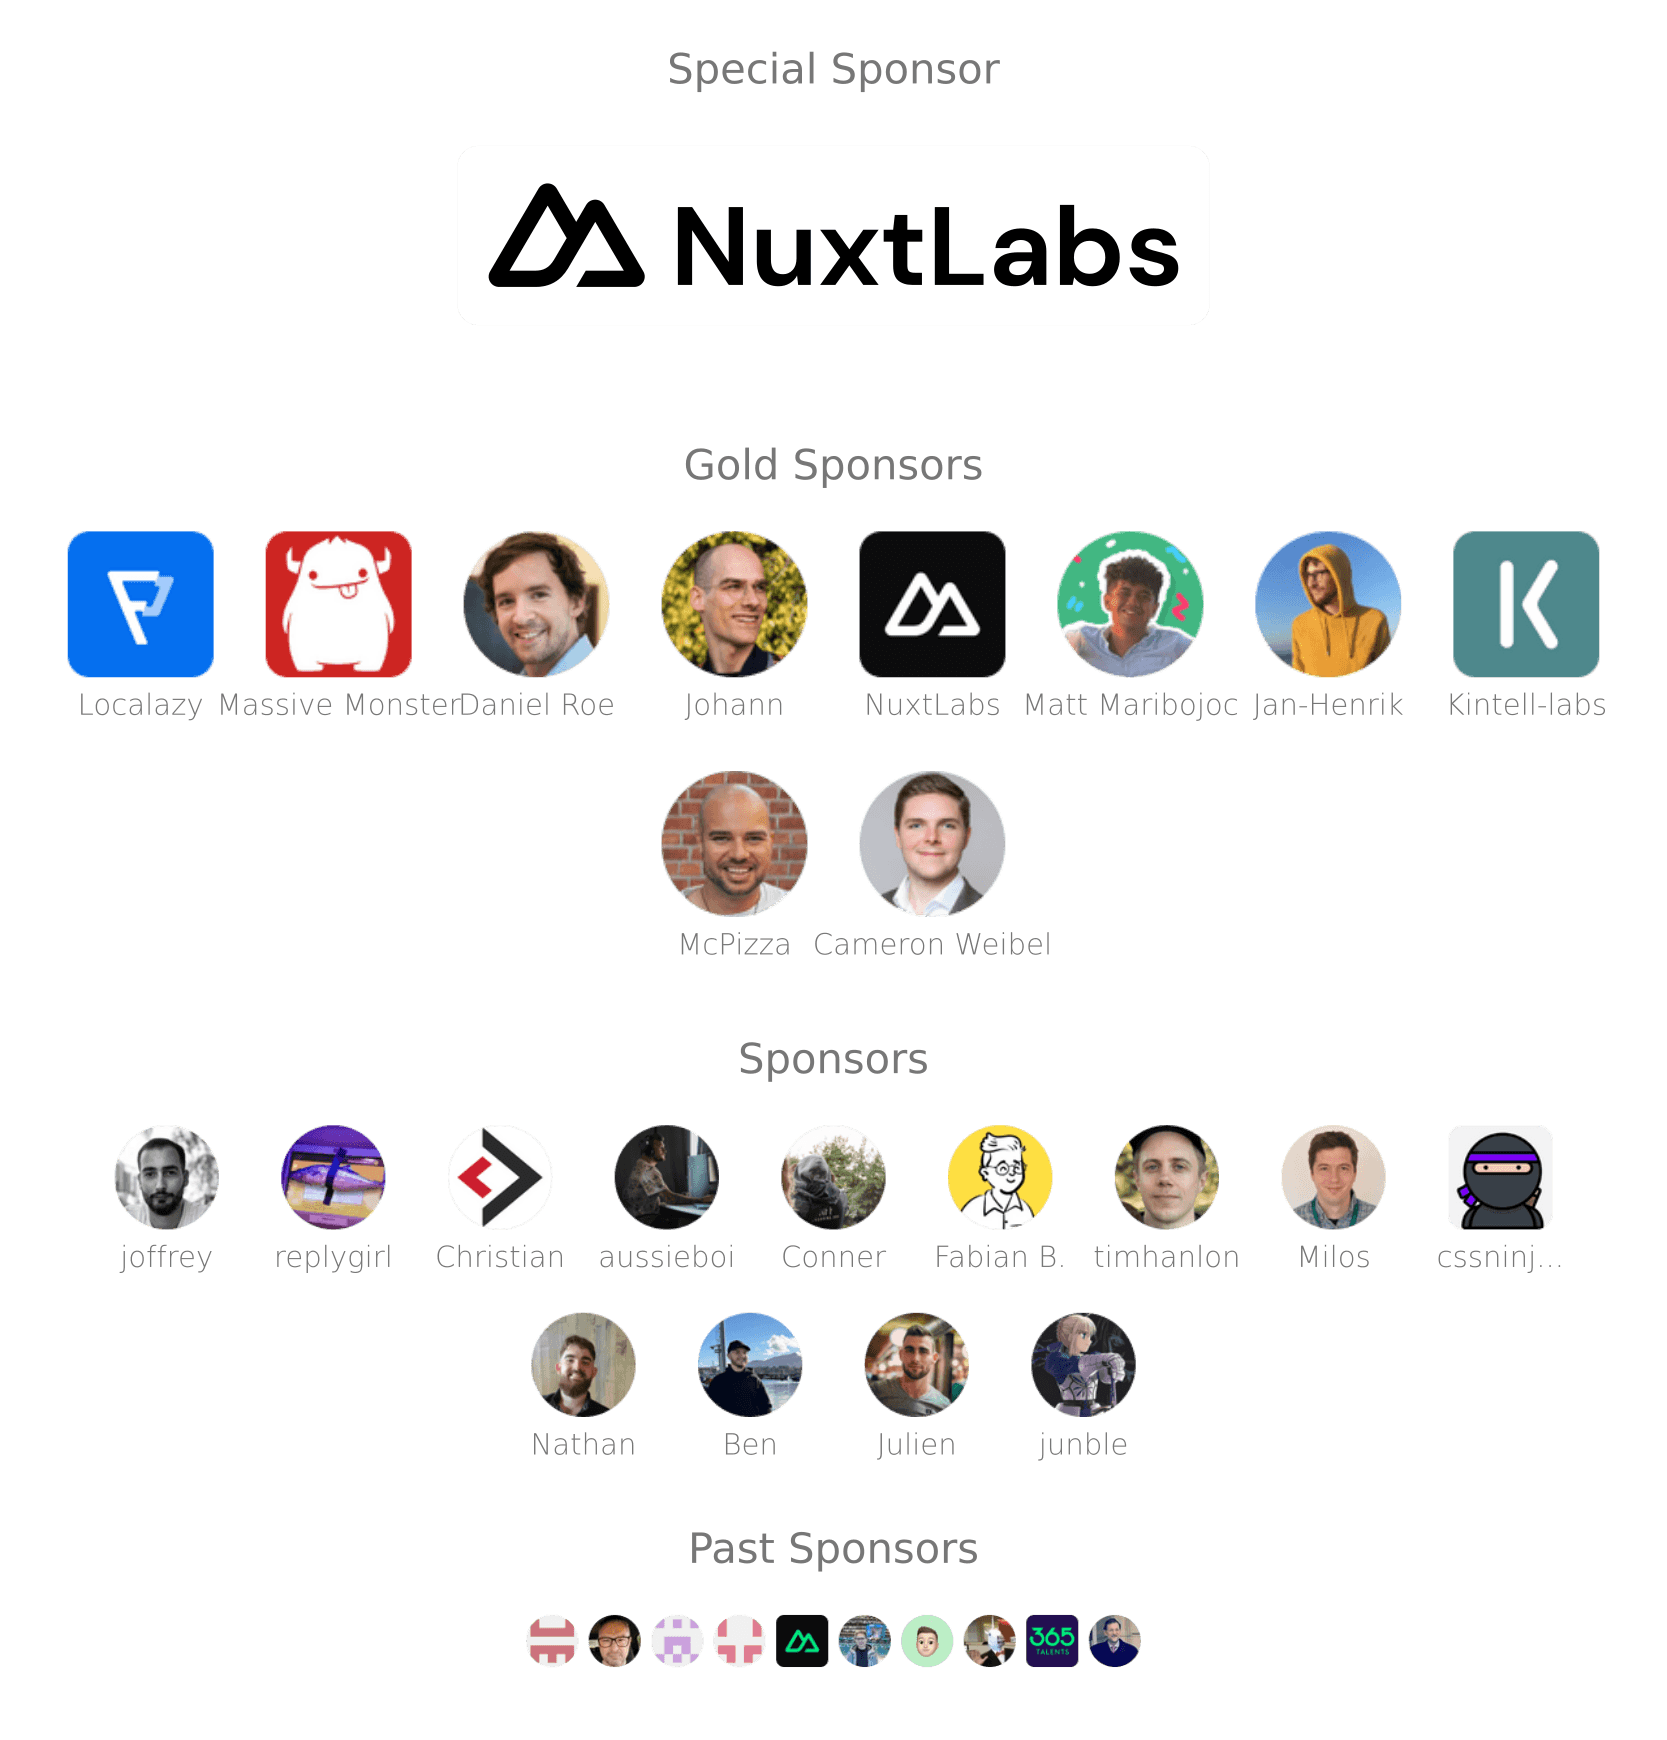 Special Sponsor
NuxtLabs
Gold Sponsors
Localazy Massive Monster Daniel Roe Johann NuxtLabs Matt Maribojoc Jan-Henrik Kintell-labs
McPizza Cameron Weibel
Sponsors
joffrey replygirl Christian aussieboi Conner Fabian B. timhanlon Milos cssninj...
Nathan Ben Julien junble
Past Sponsors
365
TALENTS